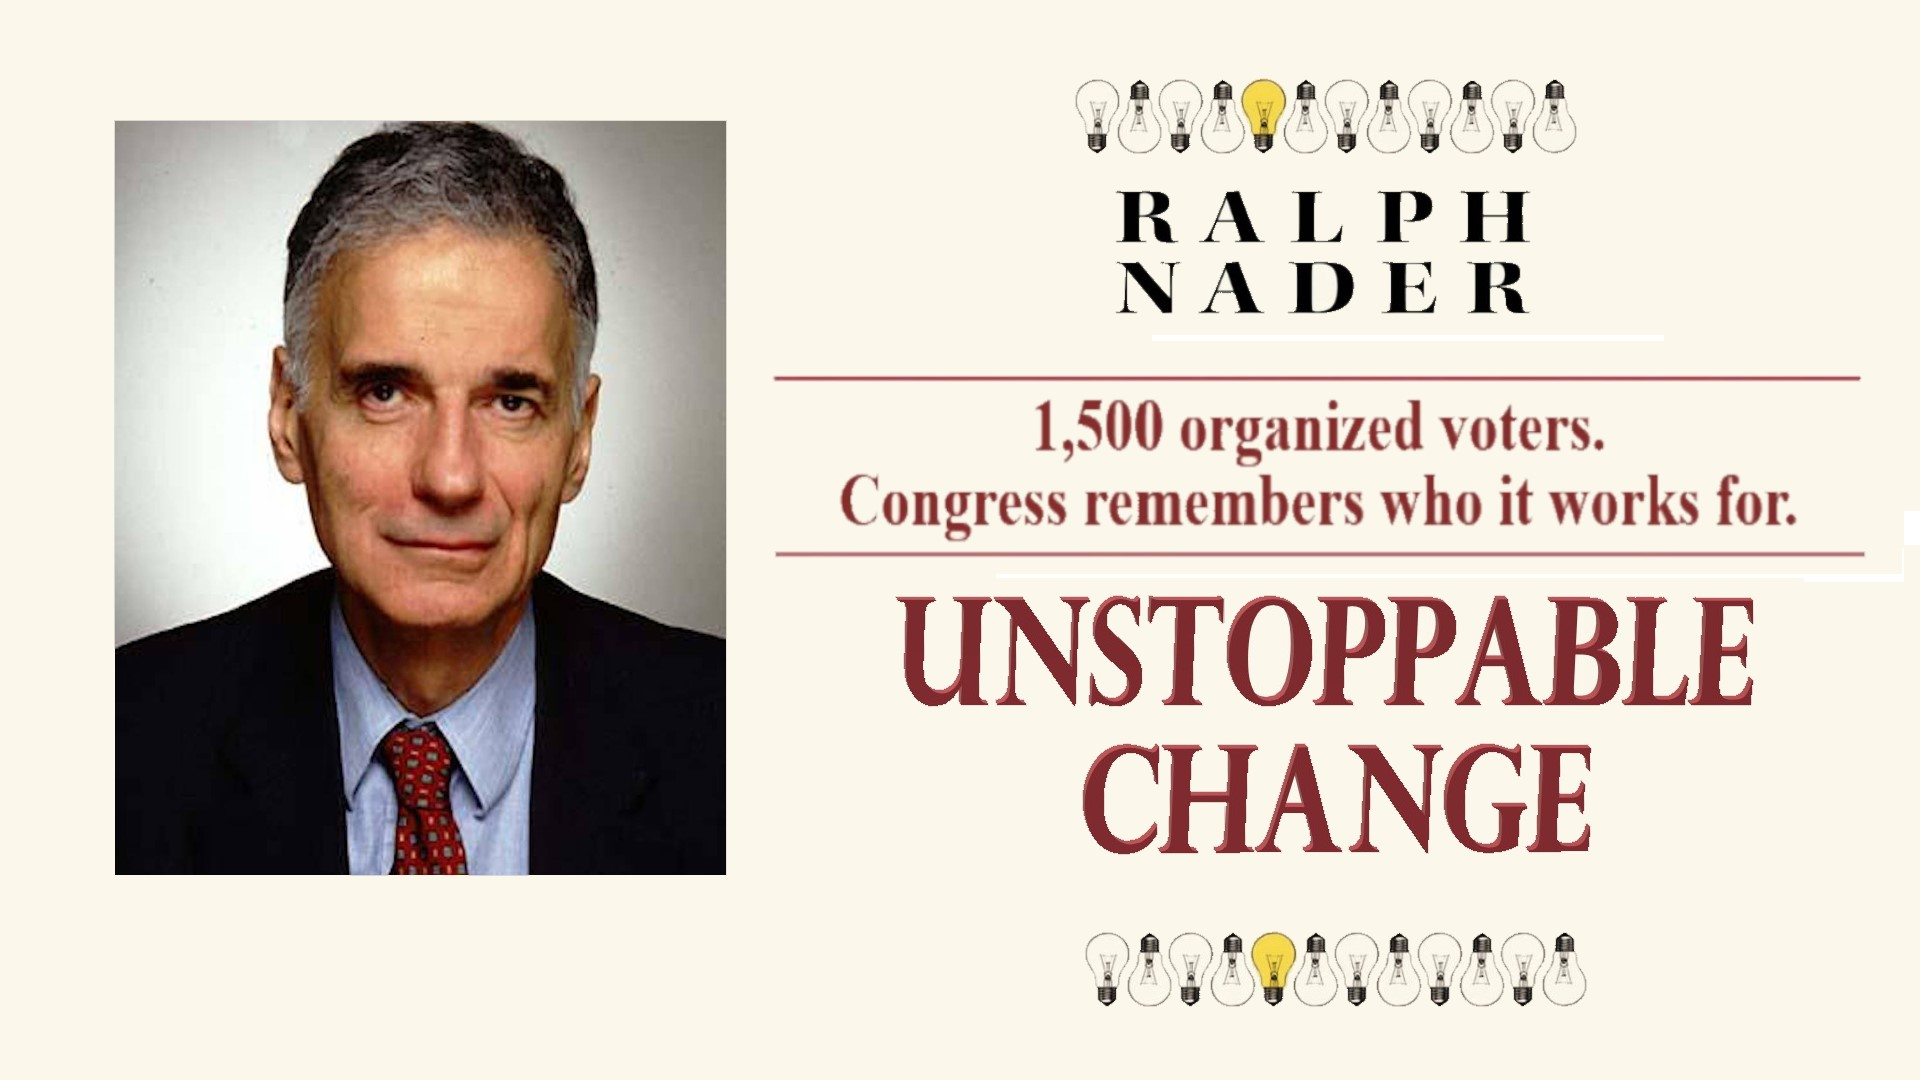 RALPH
NADER
1,500 organized voters.
Congress remembers who it works for.
UNSTOPPABLE
CHANGE